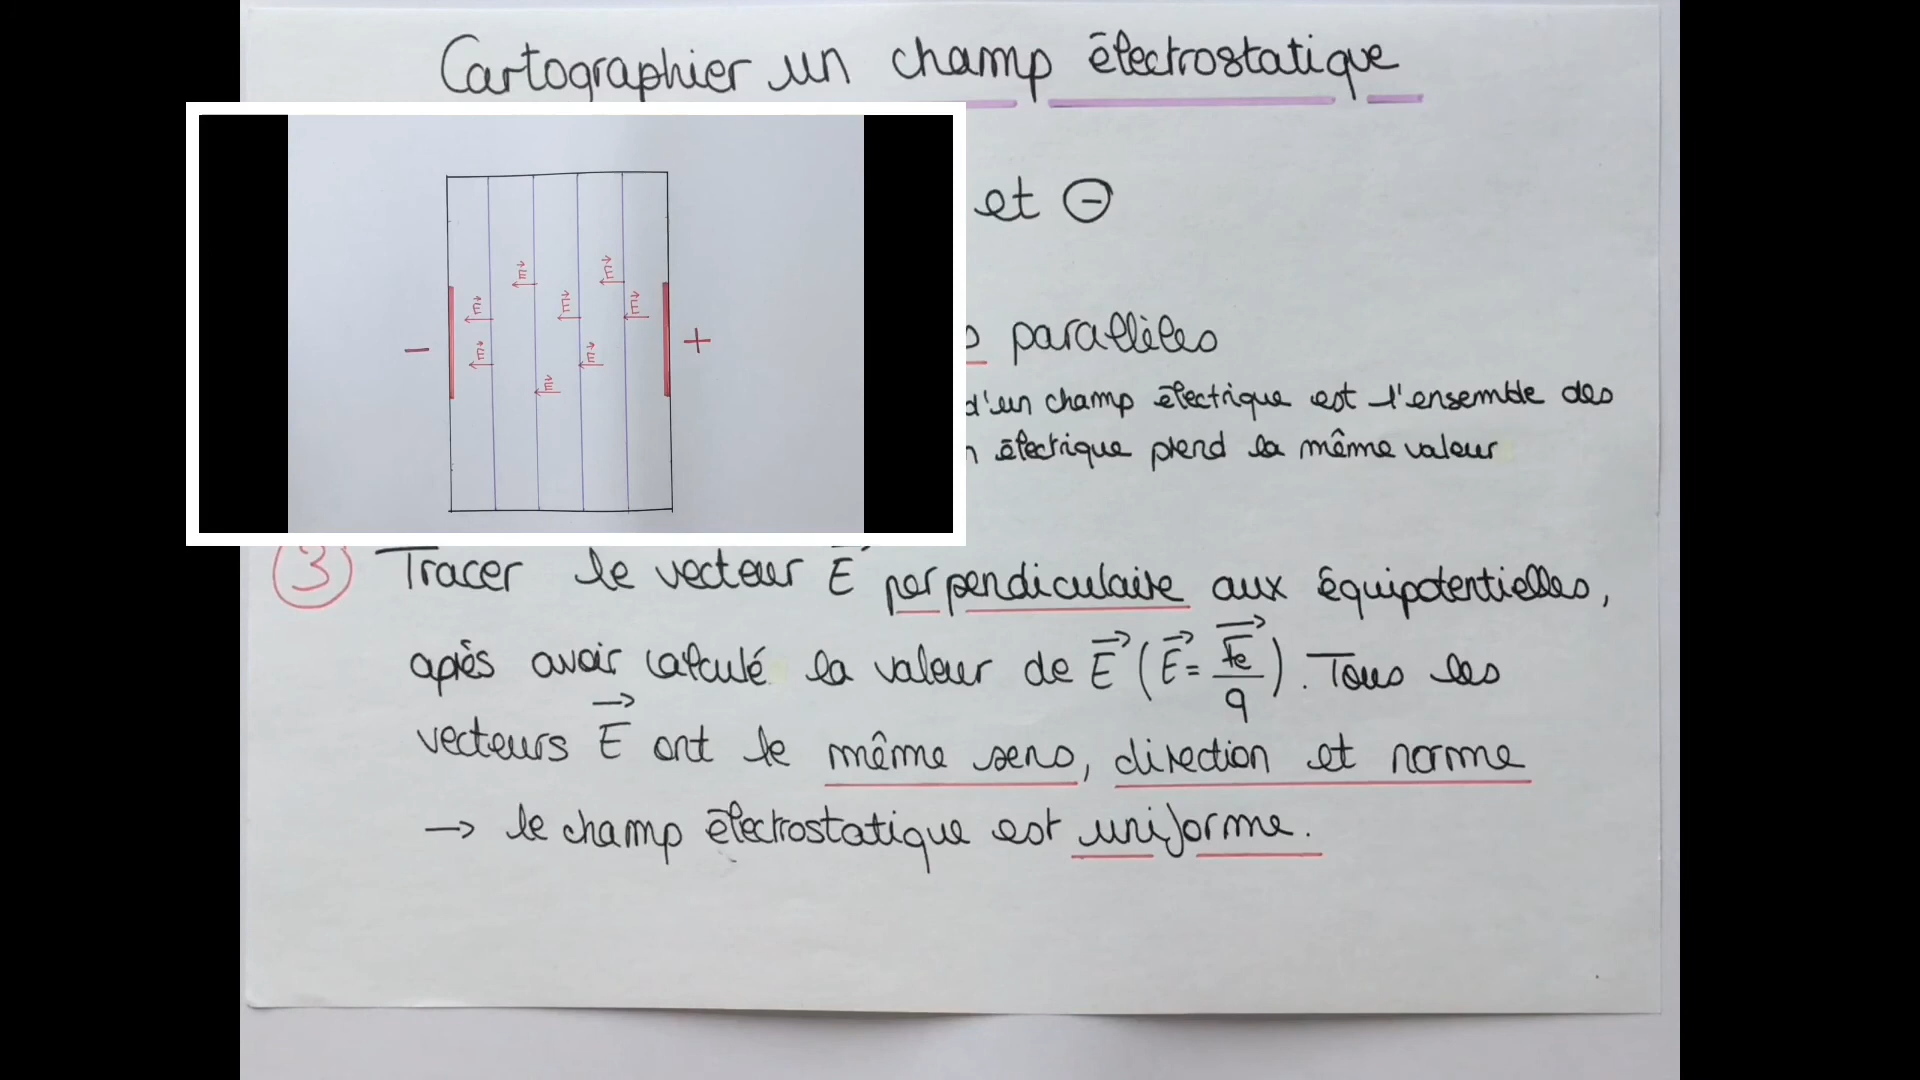 Cartographier un champ électrostatique
et ⊖
parallèles
d'un champ électrique est l'ensemble des
électrique prend la même valeur
E E E E E E E E E
- +
③ Tracer le vecteur E perpendiculaire aux équipotentielles,
après avoir calculé la valeur de E (E = Fe/q). Tous les
vecteurs E ont le même sens, direction et norme
→ le champ électrostatique est uniforme.